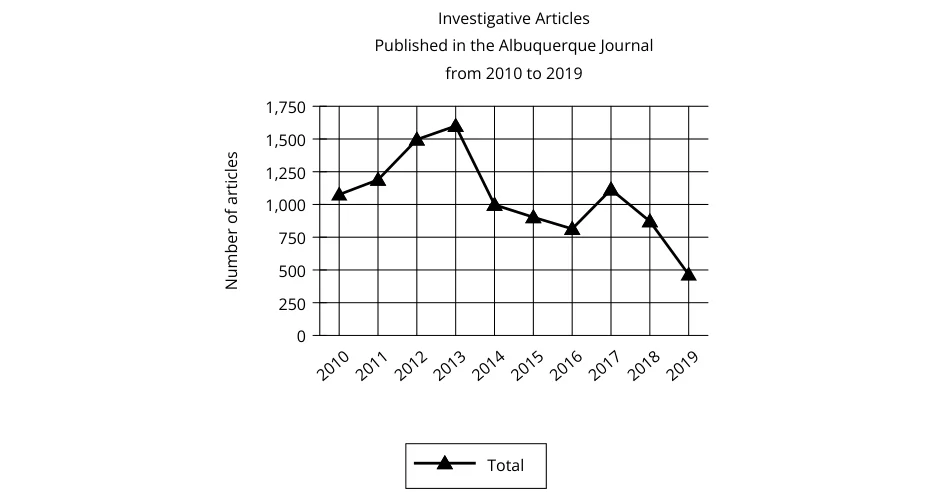 Investigative Articles
Published in the Albuquerque Journal
from 2010 to 2019
Number of articles
1,750
1,500
1,250
1,000
750
500
250
0
2010 2011 2012 2013 2014 2015 2016 2017 2018 2019
Total